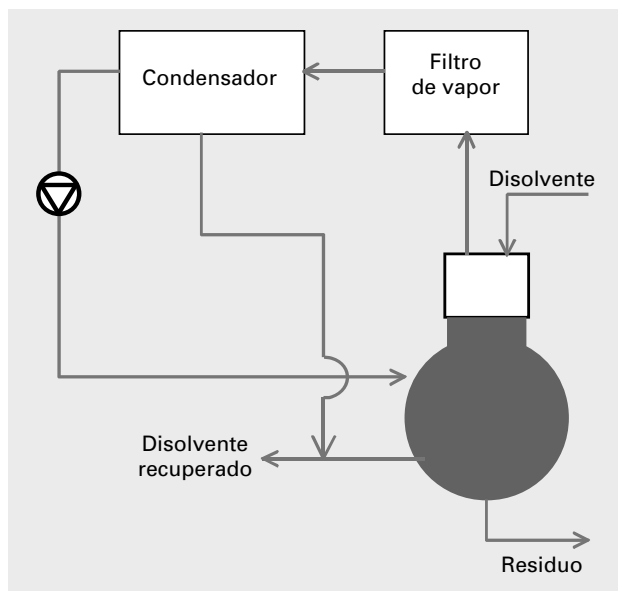 Condensador
Filtro
de vapor
Disolvente
Disolvente
recuperado
Residuo